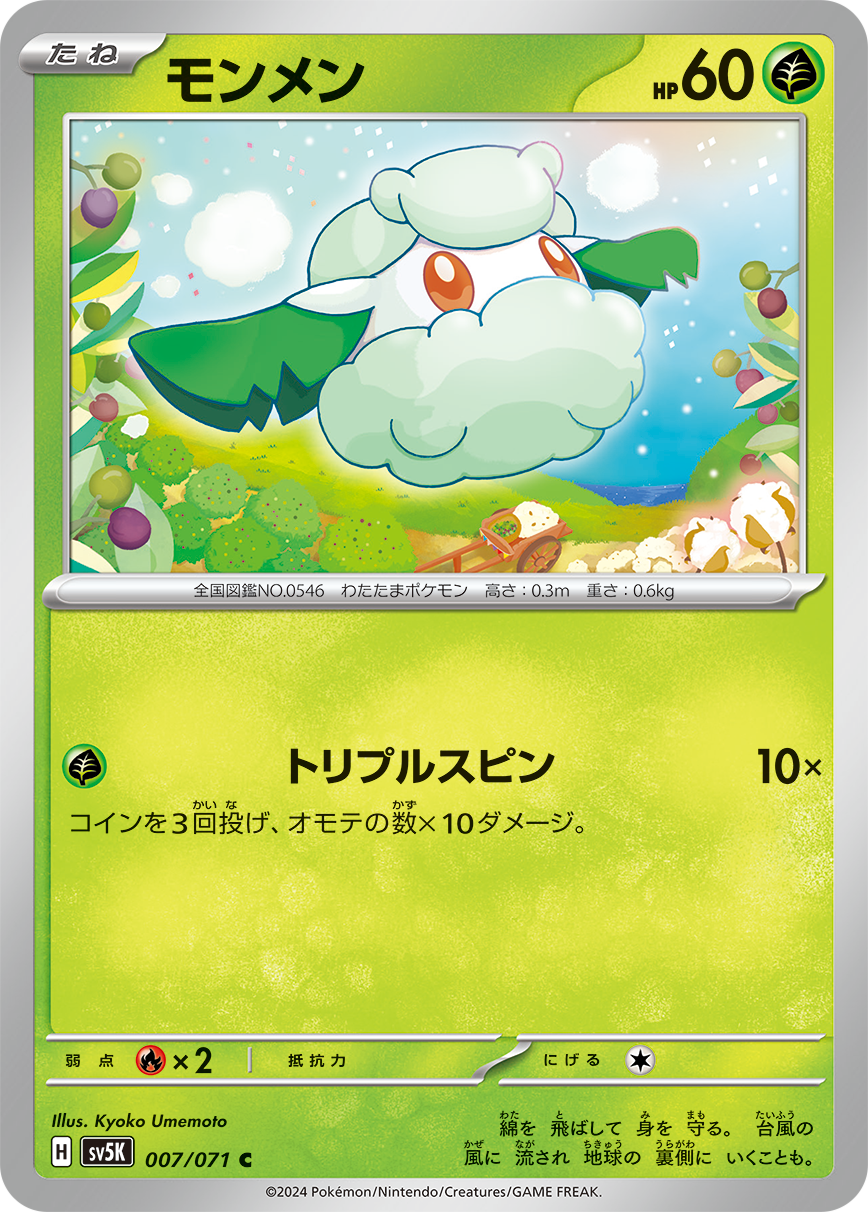 たね モンメン HP60
全国図鑑NO.0546 わたたまポケモン 高さ:0.3m 重さ:0.6kg
トリプルスピン 10×
コインを3回投げ、オモテの数×10ダメージ。
弱点 ×2 抵抗力 にげる
Illus. Kyoko Umemoto
H sv5K 007/071 C
綿を 飛ばして 身を 守る。 台風の
風に 流され 地球の 裏側に いくことも。
©2024 Pokémon/Nintendo/Creatures/GAME FREAK.